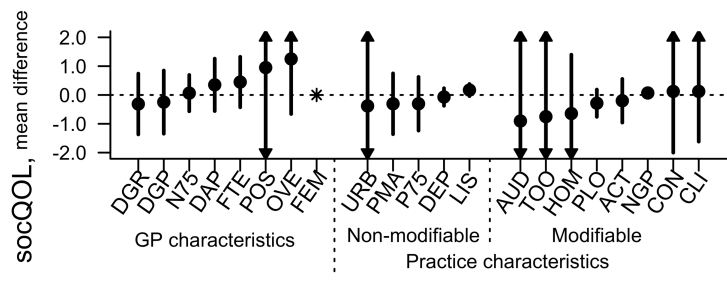 socQOL, mean difference
2.0
1.0
0.0
-1.0
-2.0
DGR DGP N75 DAP FTE POS OVE FEM URB PMA P75 DEP LIS AUD TOO HOM PLO ACT NGP CON CLI
GP characteristics
Non-modifiable
Modifiable
Practice characteristics